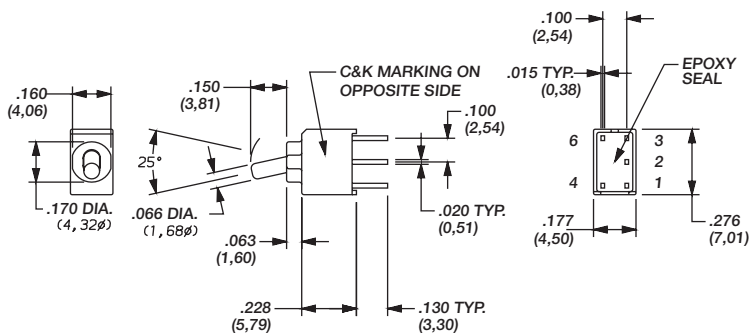 .160
(4,06)
.170 DIA.
(4,32ø)
25°
.066 DIA.
(1,68ø)
.150
(3,81)
C&K MARKING ON
OPPOSITE SIDE
.100
(2,54)
.020 TYP.
(0,51)
.063
(1,60)
.228
(5,79)
.130 TYP.
(3,30)
.100
(2,54)
.015 TYP.
(0,38)
EPOXY
SEAL
6 3
2
4 1
.177
(4,50)
.276
(7,01)